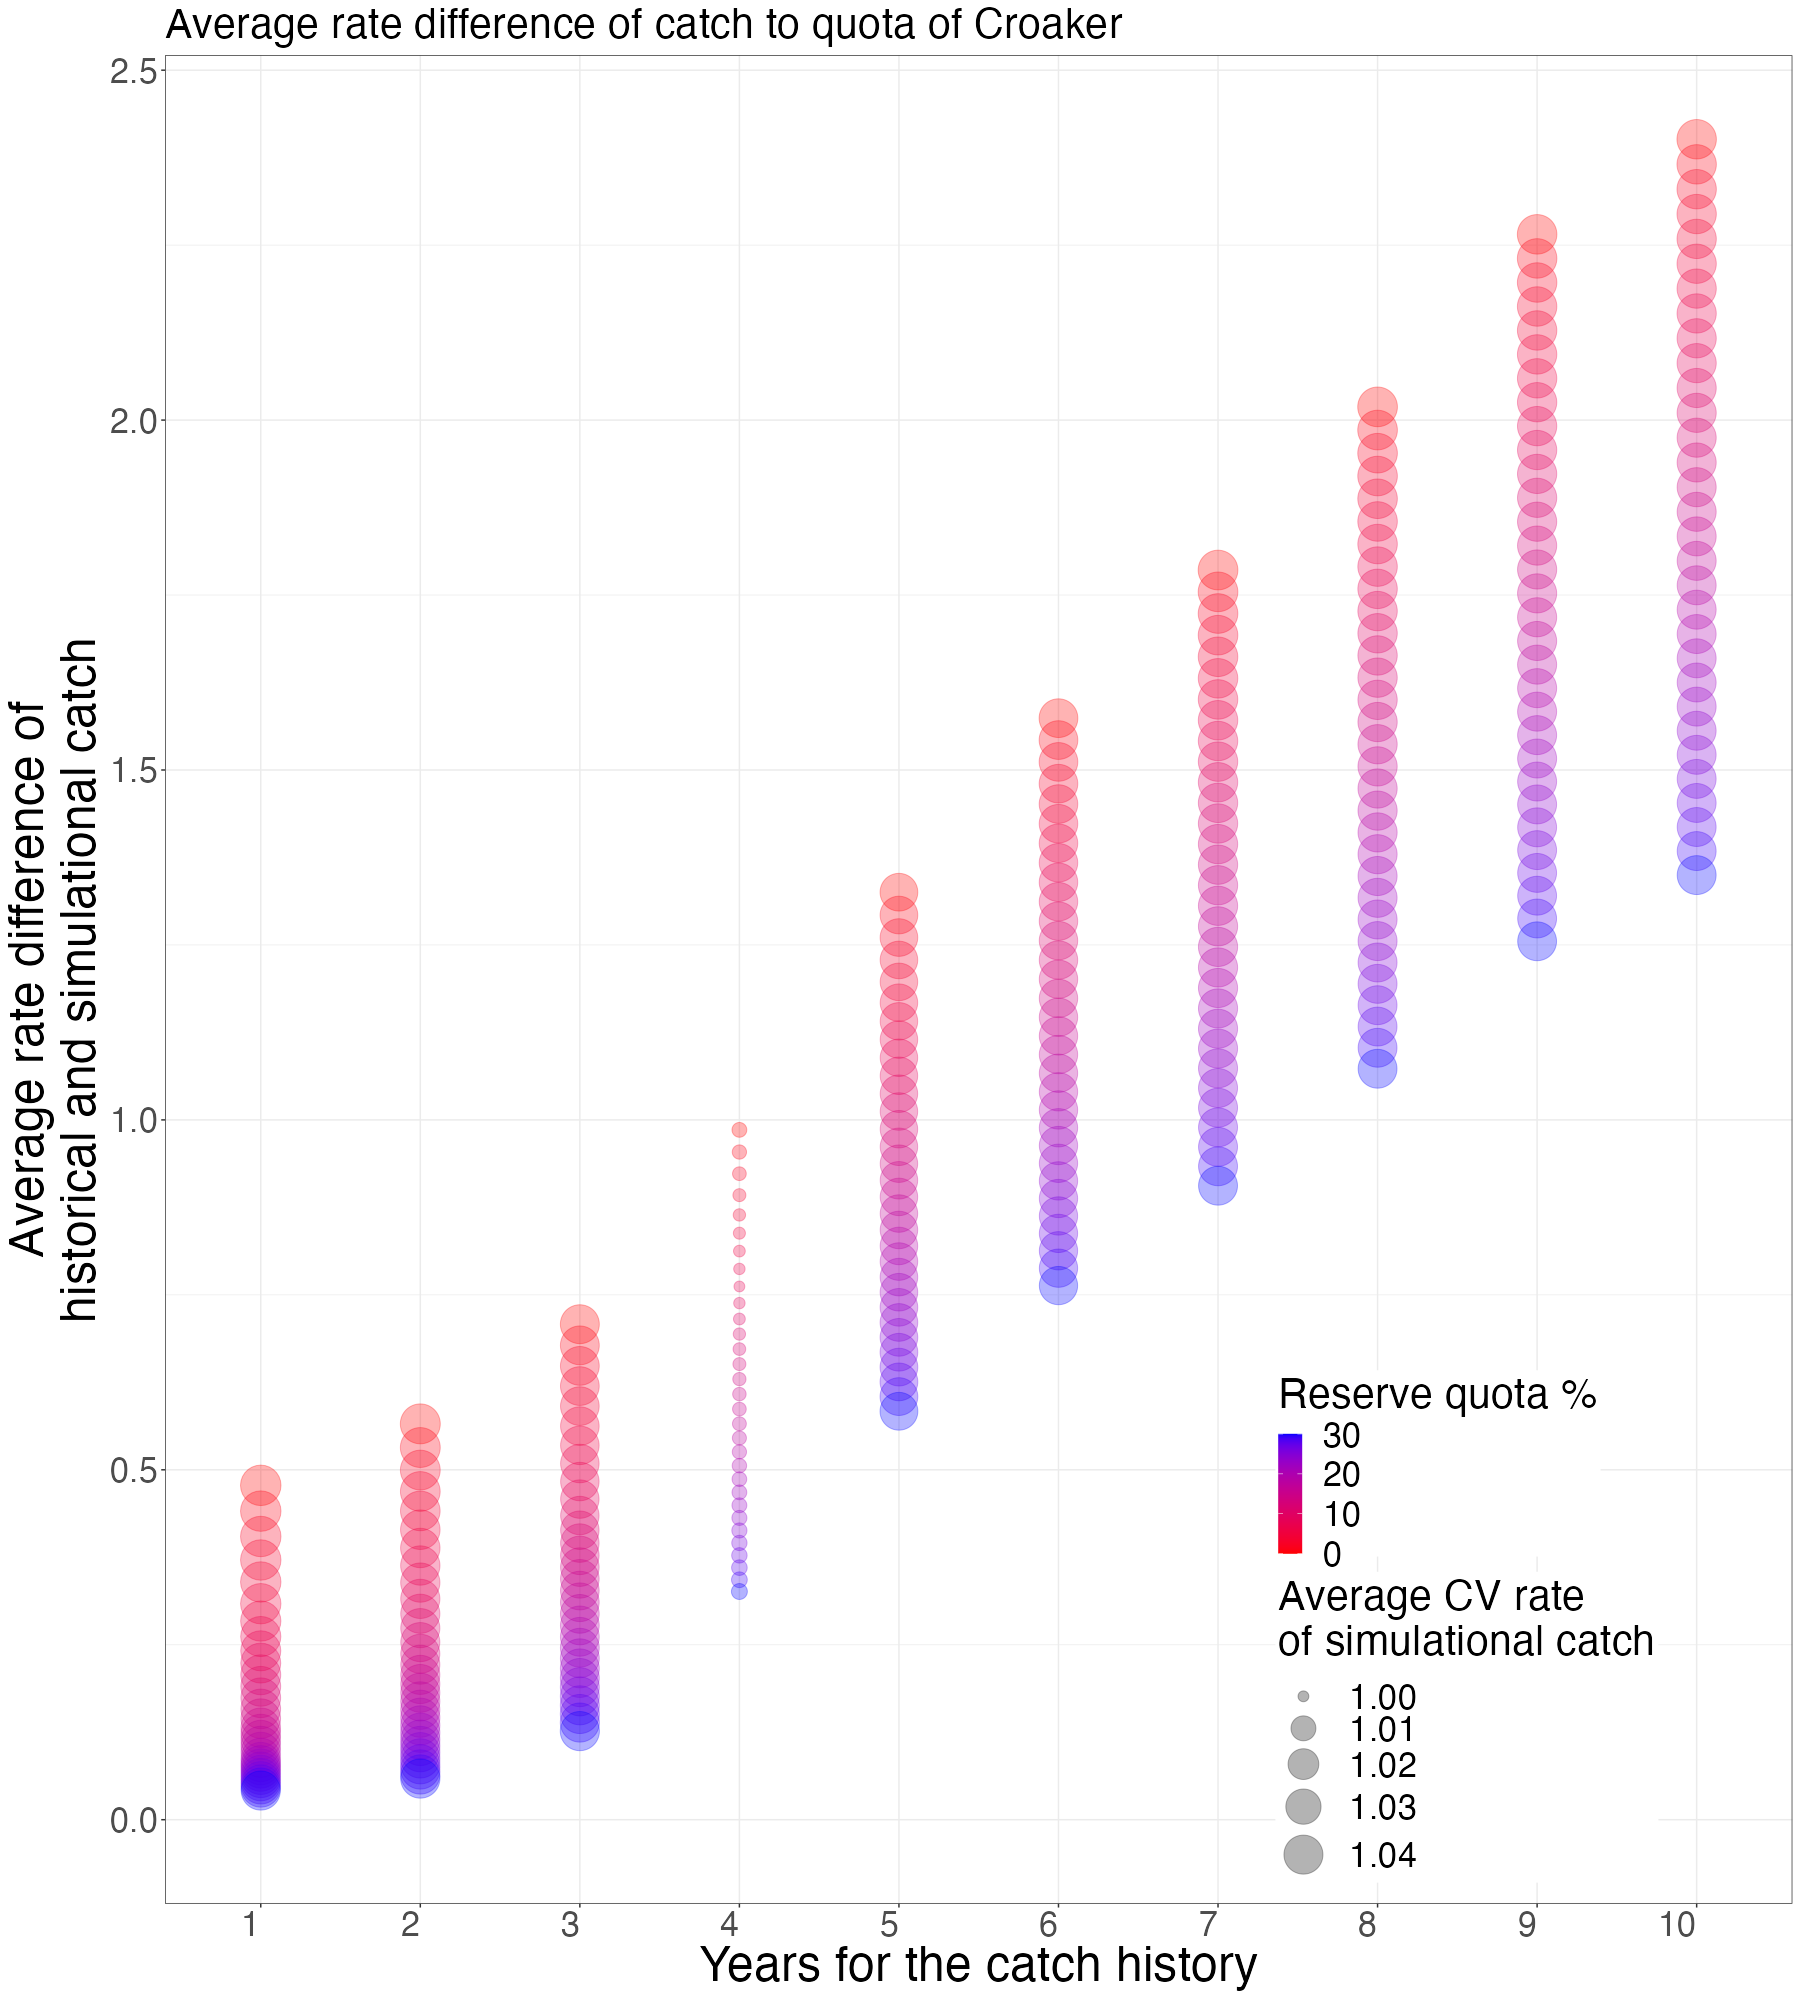 Average rate difference of catch to quota of Croaker
Average rate difference of
historical and simulational catch
2.5
2.0
1.5
1.0
0.5
0.0
Reserve quota %
30
20
10
0
Average CV rate
of simulational catch
1.00
1.01
1.02
1.03
1.04
1 2 3 4 5 6 7 8 9 10
Years for the catch history